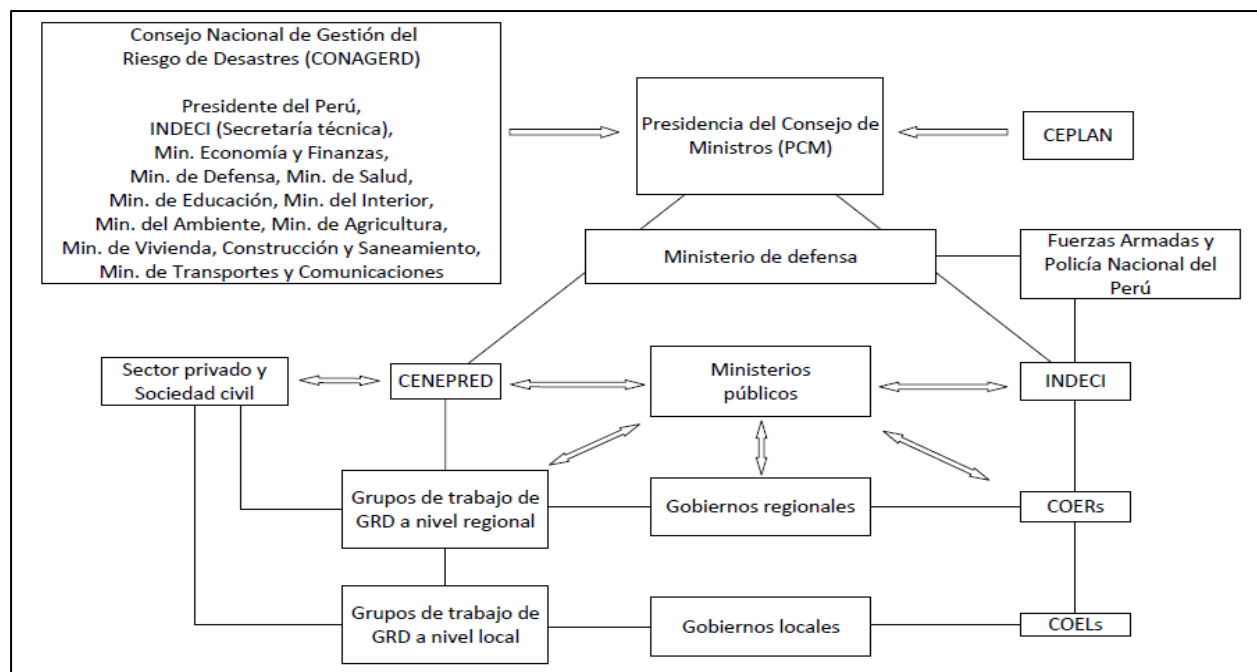 Consejo Nacional de Gestión del
Riesgo de Desastres (CONAGERD)
Presidente del Perú,
INDECI (Secretaría técnica),
Min. Economía y Finanzas,
Min. de Defensa, Min. de Salud,
Min. de Educación, Min. del Interior,
Min. del Ambiente, Min. de Agricultura,
Min. de Vivienda, Construcción y Saneamiento,
Min. de Transportes y Comunicaciones
Presidencia del Consejo de
Ministros (PCM)
CEPLAN
Ministerio de defensa
Fuerzas Armadas y
Policía Nacional del
Perú
Sector privado y
Sociedad civil
CENEPRED
Ministerios
públicos
INDECI
Grupos de trabajo de
GRD a nivel regional
Gobiernos regionales
COERs
Grupos de trabajo de
GRD a nivel local
Gobiernos locales
COELs